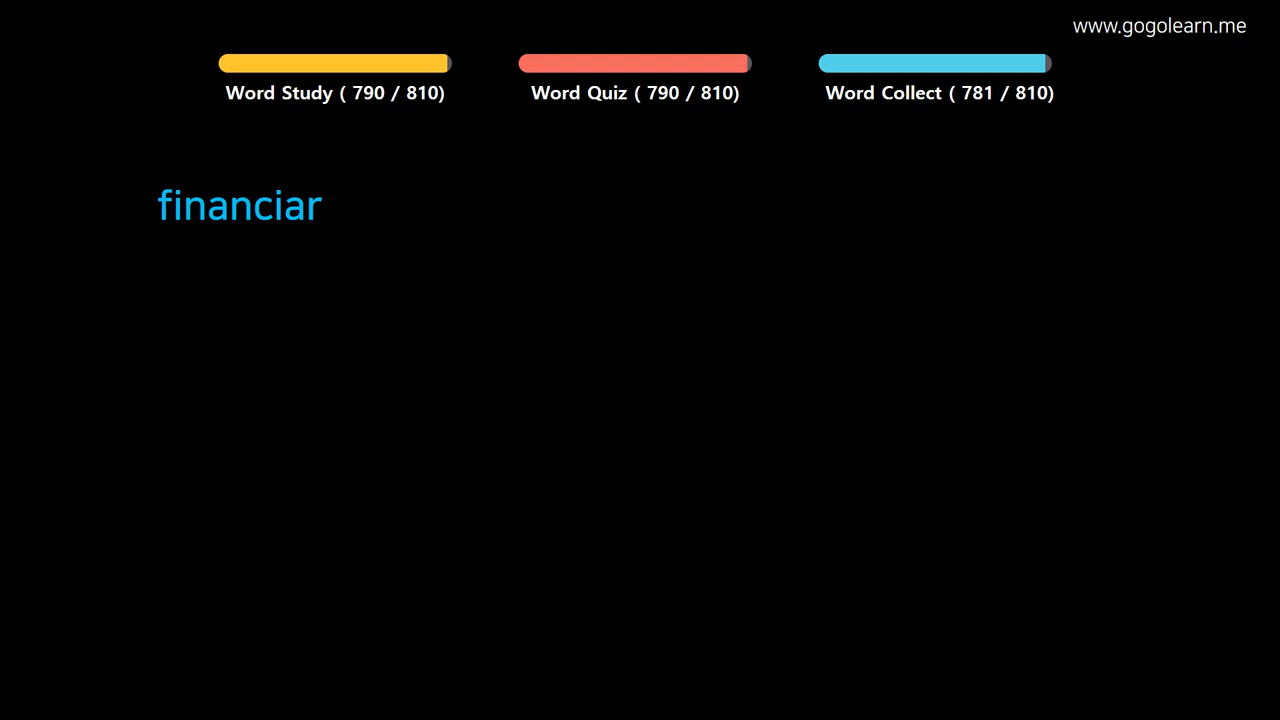 www.gogolearn.me
Word Study ( 790 / 810)
Word Quiz ( 790 / 810)
Word Collect ( 781 / 810)
financiar